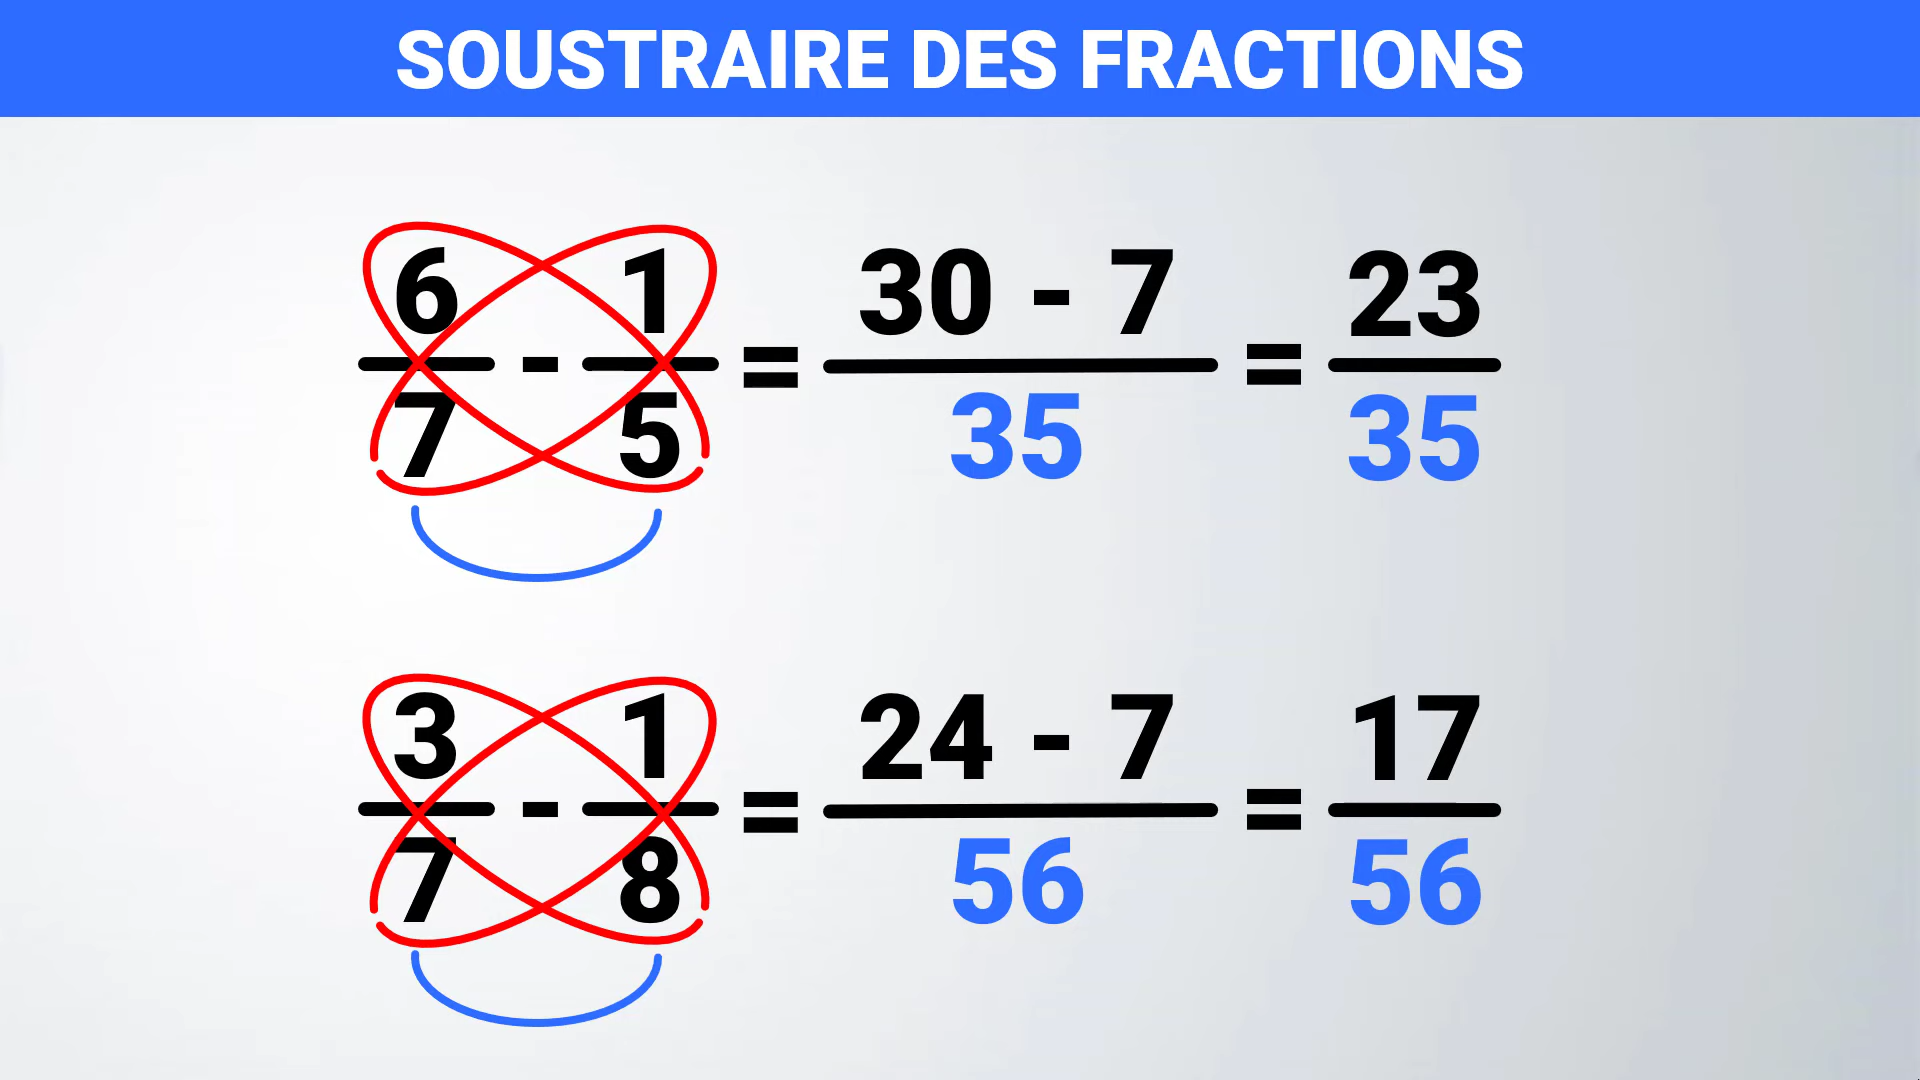 SOUSTRAIRE DES FRACTIONS
6/7 - 1/5 = 30 - 7/35 = 23/35
3/7 - 1/8 = 24 - 7/56 = 17/56